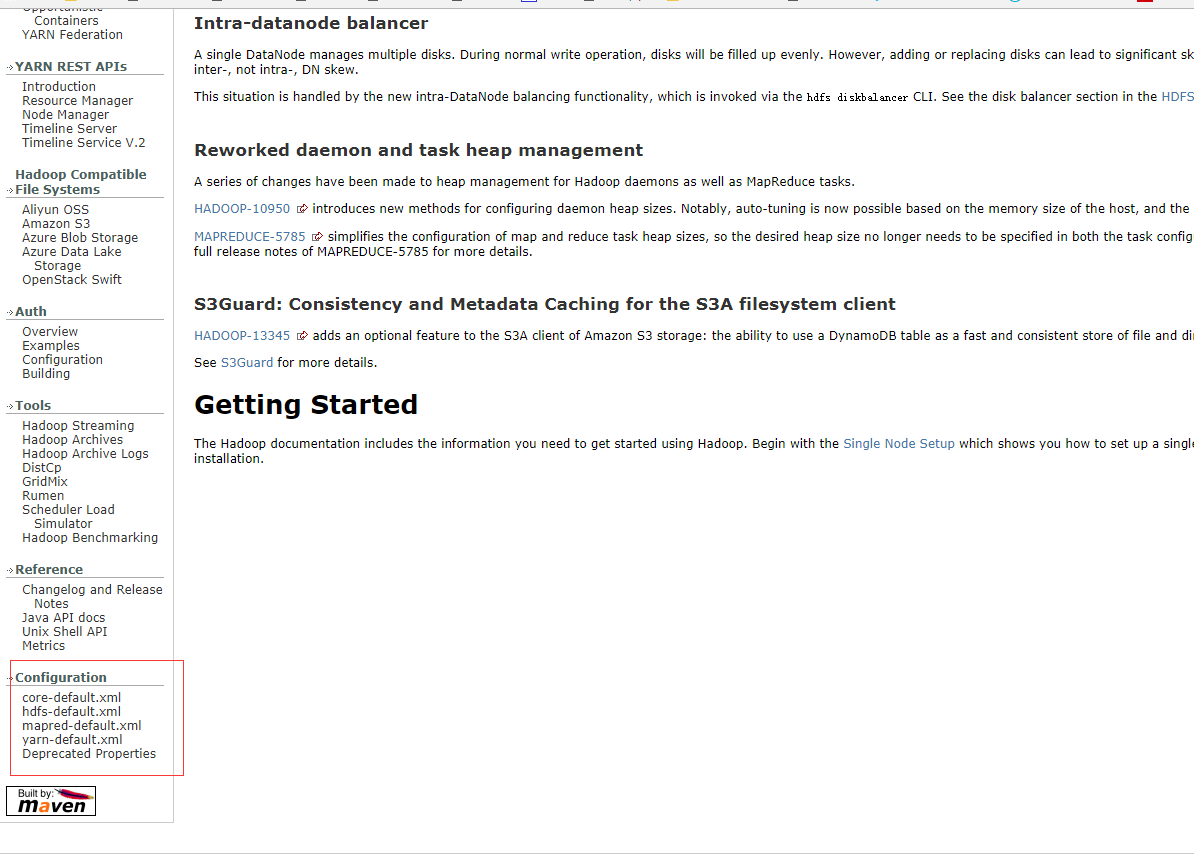 Opportunistic
Containers
YARN Federation
YARN REST APIs
Introduction
Resource Manager
Node Manager
Timeline Server
Timeline Service V.2
Hadoop Compatible
File Systems
Aliyun OSS
Amazon S3
Azure Blob Storage
Azure Data Lake
Storage
OpenStack Swift
Auth
Overview
Examples
Configuration
Building
Tools
Hadoop Streaming
Hadoop Archives
Hadoop Archive Logs
DistCp
GridMix
Rumen
Scheduler Load
Simulator
Hadoop Benchmarking
Reference
Changelog and Release
Notes
Java API docs
Unix Shell API
Metrics
Configuration
core-default.xml
hdfs-default.xml
mapred-default.xml
yarn-default.xml
Deprecated Properties
Built by:
maven
Intra-datanode balancer
A single DataNode manages multiple disks. During normal write operation, disks will be filled up evenly. However, adding or replacing disks can lead to significant sk
inter-, not intra-, DN skew.
This situation is handled by the new intra-DataNode balancing functionality, which is invoked via the hdfs diskbalancer CLI. See the disk balancer section in the HDFS
Reworked daemon and task heap management
A series of changes have been made to heap management for Hadoop daemons as well as MapReduce tasks.
HADOOP-10950 introduces new methods for configuring daemon heap sizes. Notably, auto-tuning is now possible based on the memory size of the host, and the
MAPREDUCE-5785 simplifies the configuration of map and reduce task heap sizes, so the desired heap size no longer needs to be specified in both the task config
full release notes of MAPREDUCE-5785 for more details.
S3Guard: Consistency and Metadata Caching for the S3A filesystem client
HADOOP-13345 adds an optional feature to the S3A client of Amazon S3 storage: the ability to use a DynamoDB table as a fast and consistent store of file and di
See S3Guard for more details.
Getting Started
The Hadoop documentation includes the information you need to get started using Hadoop. Begin with the Single Node Setup which shows you how to set up a single
installation.